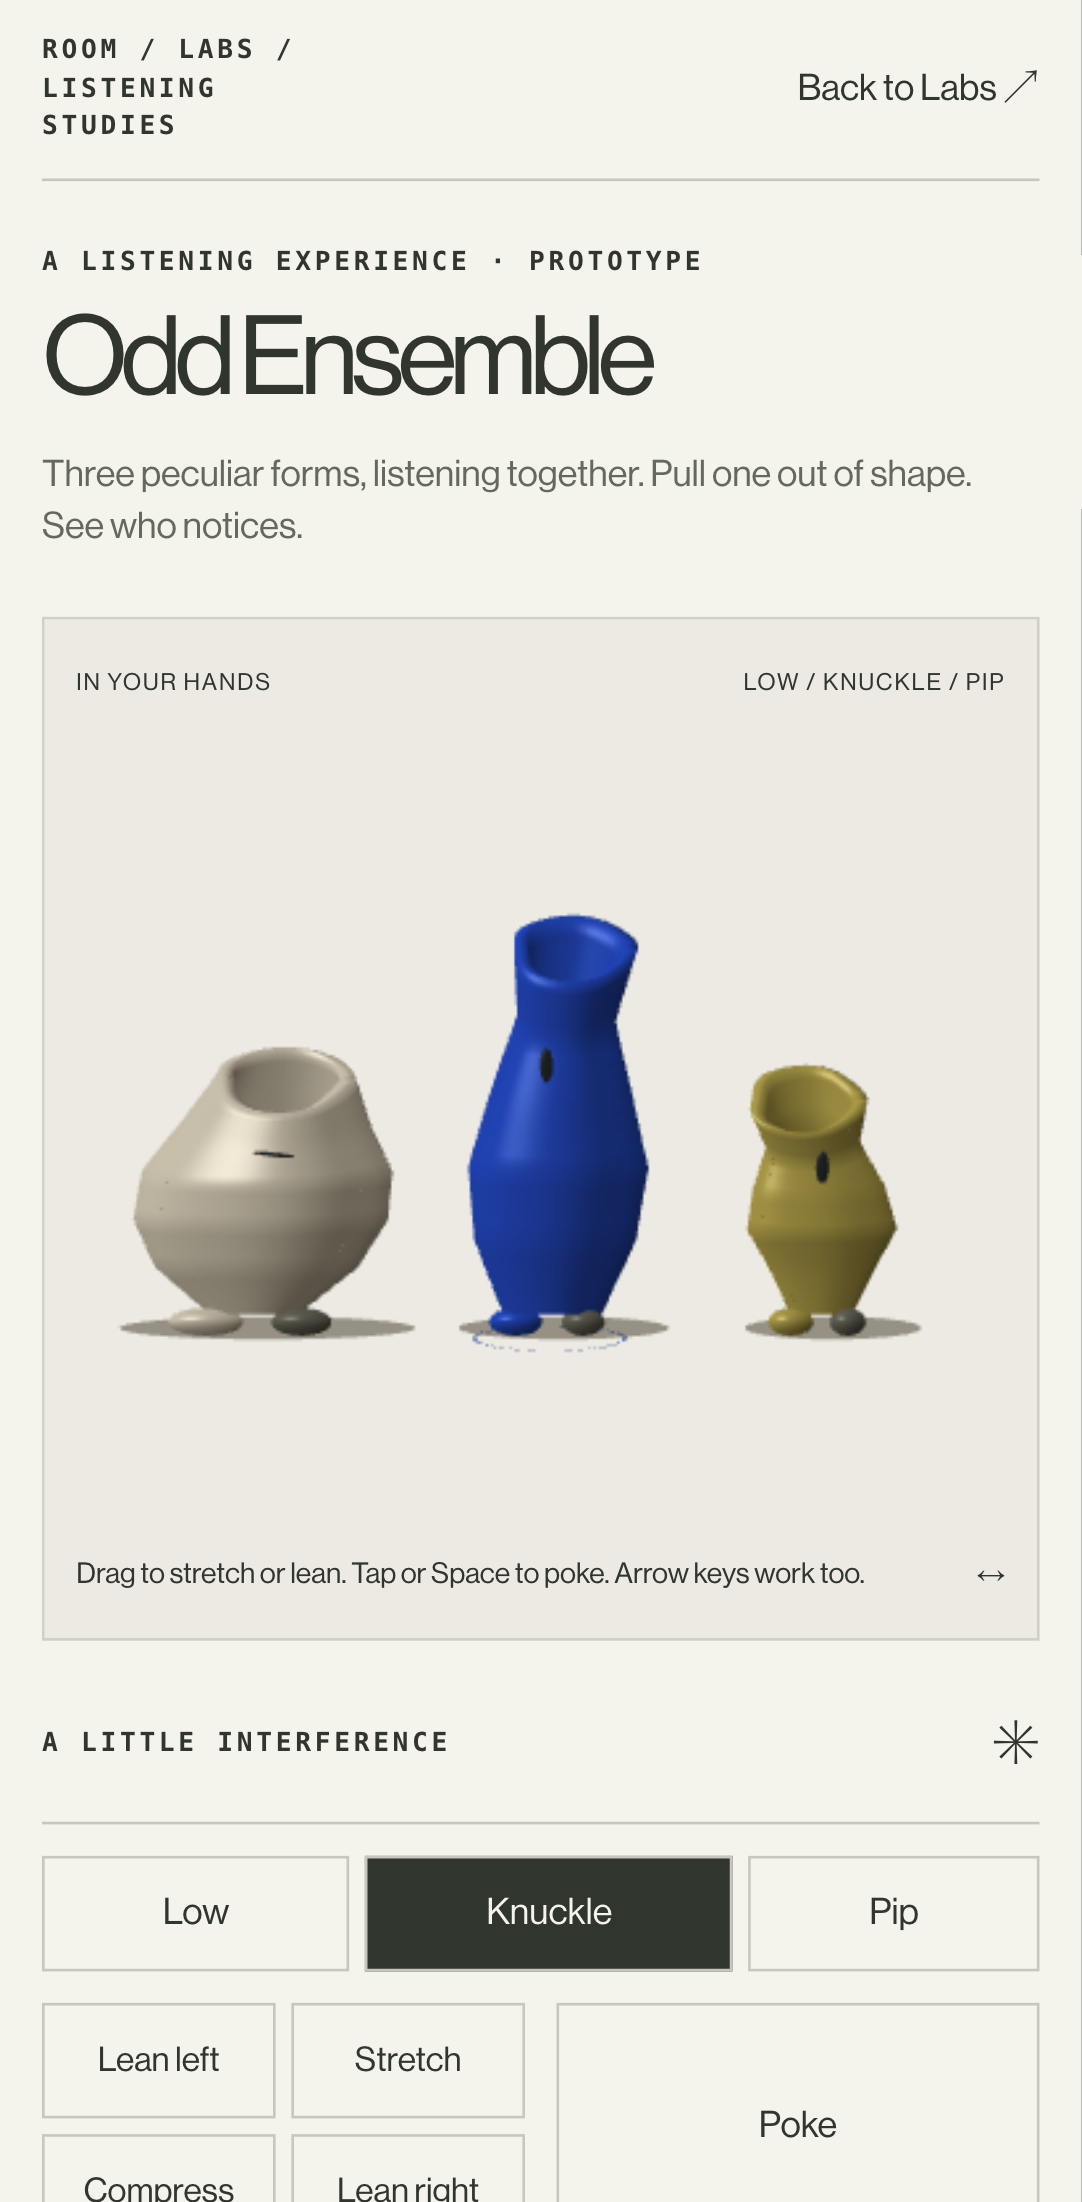 ROOM / LABS /
LISTENING
STUDIES
Back to Labs ↗
A LISTENING EXPERIENCE · PROTOTYPE
Odd Ensemble
Three peculiar forms, listening together. Pull one out of shape.
See who notices.
IN YOUR HANDS
LOW / KNUCKLE / PIP
Drag to stretch or lean. Tap or Space to poke. Arrow keys work too. ↔
A LITTLE INTERFERENCE
Low
Knuckle
Pip
Lean left
Stretch
Poke
Compress
Lean right